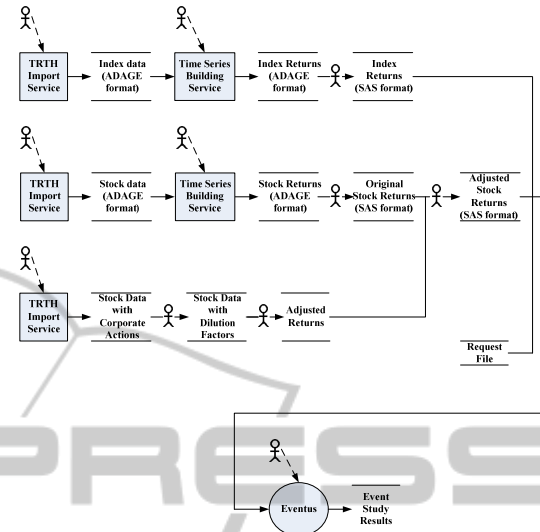 TRTH
Import
Service
Index data
(ADAGE
format)
Time Series
Building
Service
Index Returns
(ADAGE
format)
Index
Returns
(SAS format)
TRTH
Import
Service
Stock data
(ADAGE
format)
Time Series
Building
Service
Stock Returns
(ADAGE
format)
Original
Stock Returns
(SAS format)
Adjusted
Stock
Returns
(SAS format)
TRTH
Import
Service
Stock Data
with
Corporate
Actions
Stock Data
with
Dilution
Factors
Adjusted
Returns
Request
File
PRESS
Eventus
Event
Study
Results